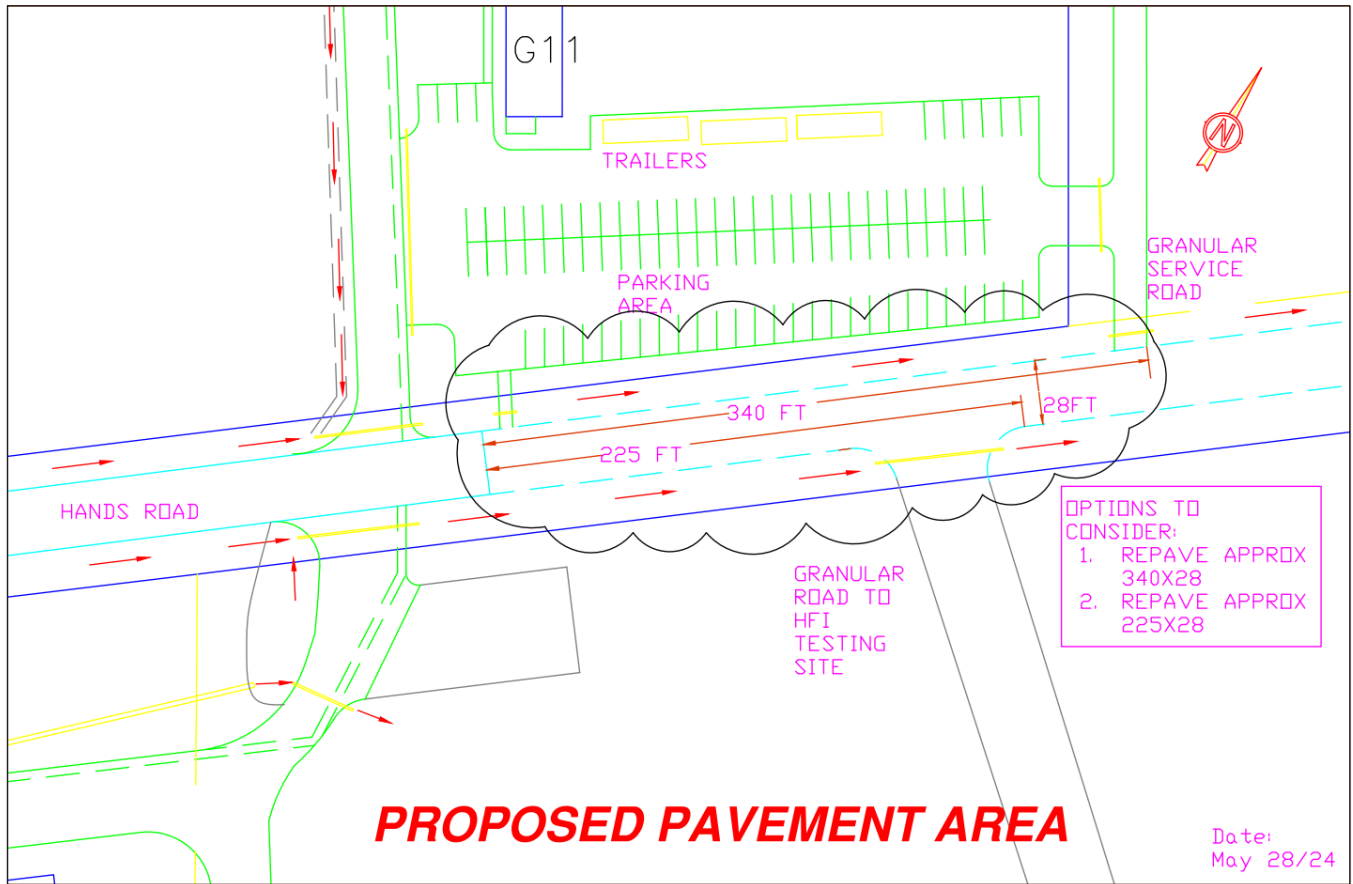 G11
TRAILERS
PARKING
AREA
N
GRANULAR
SERVICE
ROAD
340 FT
28FT
225 FT
HANDS ROAD
OPTIONS TO
CONSIDER:
1. REPAVE APPROX
340X28
2. REPAVE APPROX
225X28
GRANULAR
ROAD TO
HFI
TESTING
SITE
PROPOSED PAVEMENT AREA
Date:
May 28/24